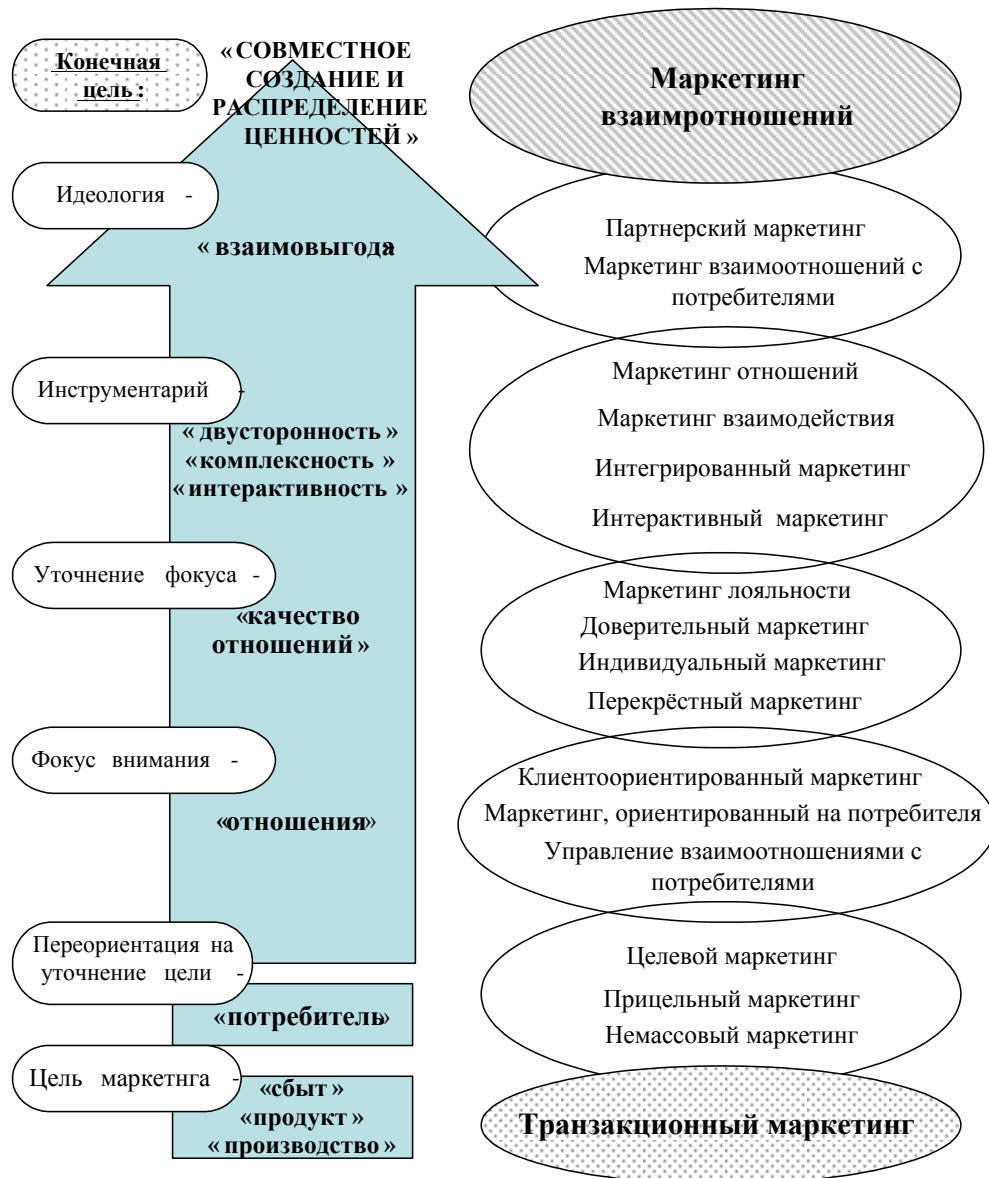 Конечная
цель :
« СОВМЕСТНОЕ
СОЗДАНИЕ И
РАСПРЕДЕЛЕНИЕ
ЦЕННОСТЕЙ »
Маркетинг
взаимротношений
Идеология -
« взаимовыгода»
Партнерский маркетинг
Маркетинг взаимоотношений с
потребителями
Инструментарий -
« двусторонность »
«комплексность »
«интерактивность »
Маркетинг отношений
Маркетинг взаимодействия
Интегрированный маркетинг
Интерактивный маркетинг
Уточнение фокуса -
«качество
отношений »
Маркетинг лояльности
Доверительный маркетинг
Индивидуальный маркетинг
Перекрёстный маркетинг
Фокус внимания -
«отношения»
Клиентоориентированный маркетинг
Маркетинг, ориентированный на потребителя
Управление взаимоотношениями с
потребителями
Переориентация на
уточнение цели -
«потребитель»
Целевой маркетинг
Прицельный маркетинг
Немассовый маркетинг
Цель маркетнга -
«сбыт »
«продукт »
« производство »
Транзакционный маркетинг